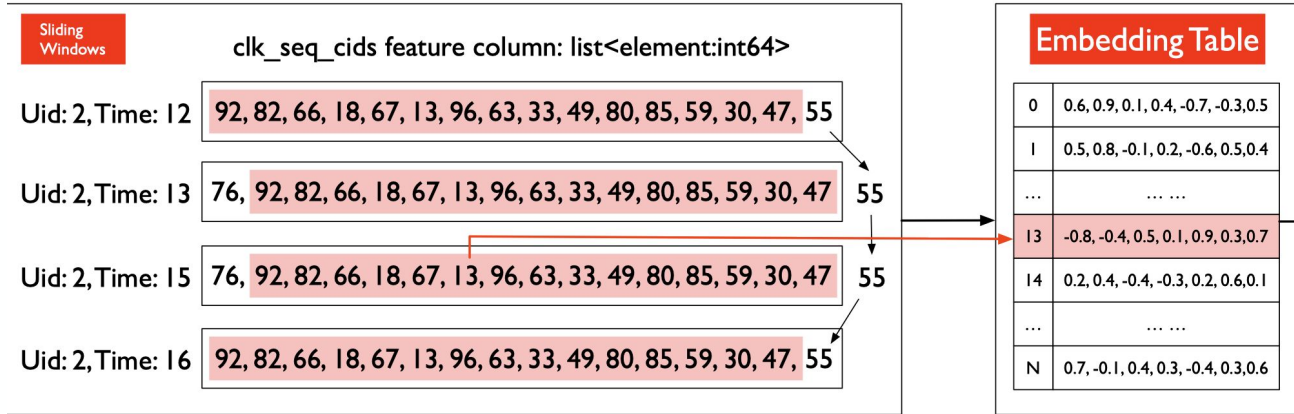 Sliding
Windows
clk_seq_cids feature column: list<element:int64>
Uid: 2, Time: 12
92, 82, 66, 18, 67, 13, 96, 63, 33, 49, 80, 85, 59, 30, 47, 55
Uid: 2, Time: 13
76, 92, 82, 66, 18, 67, 13, 96, 63, 33, 49, 80, 85, 59, 30, 47
55
Uid: 2, Time: 15
76, 92, 82, 66, 18, 67, 13, 96, 63, 33, 49, 80, 85, 59, 30, 47
55
Uid: 2, Time: 16
92, 82, 66, 18, 67, 13, 96, 63, 33, 49, 80, 85, 59, 30, 47, 55
Embedding Table
0 0.6, 0.9, 0.1, 0.4, -0.7, -0.3,0.5
1 0.5, 0.8, -0.1, 0.2, -0.6, 0.5,0.4
... ... ...
13 -0.8, -0.4, 0.5, 0.1, 0.9, 0.3,0.7
14 0.2, 0.4, -0.4, -0.3, 0.2, 0.6,0.1
... ... ...
N 0.7, -0.1, 0.4, 0.3, -0.4, 0.3,0.6